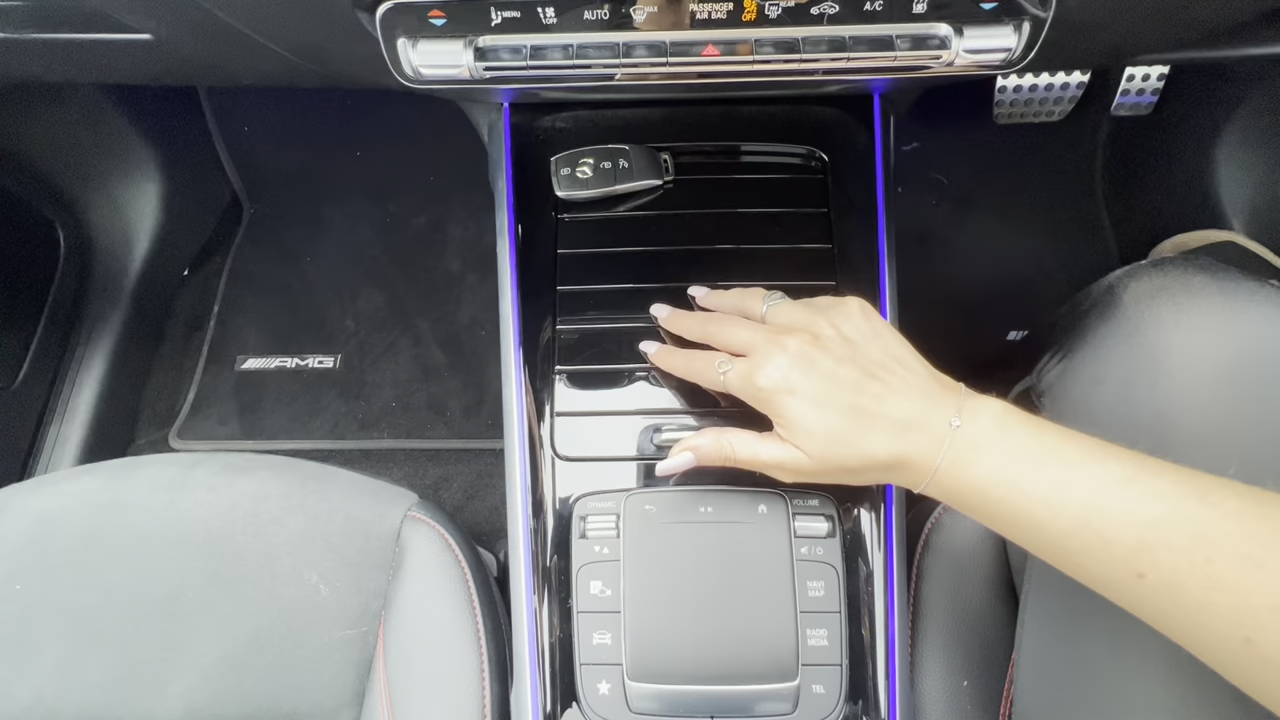 MENU
OFF
AUTO
MAX
PASSENGER
AIR BAG
OFF
REAR
A/C
AMG
DYNAMIC
VOLUME
NAVI
MAP
RADIO
MEDIA
TEL